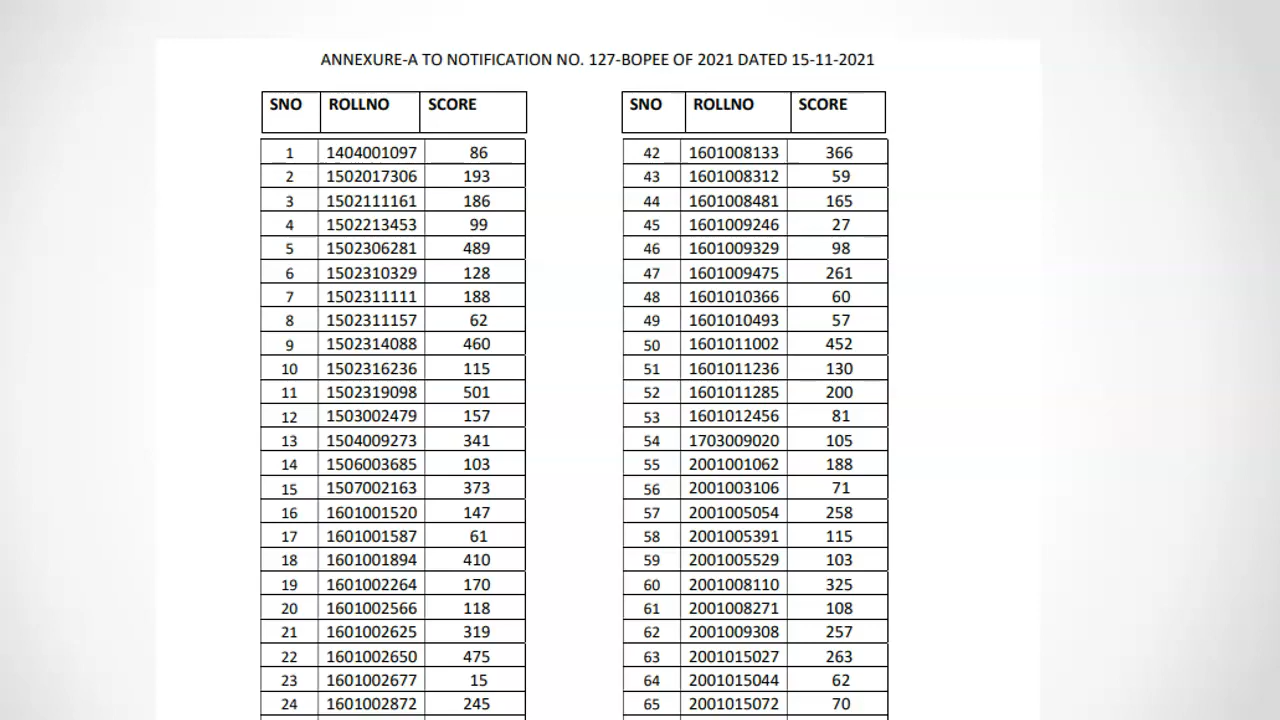 ANNEXURE-A TO NOTIFICATION NO. 127-BOPEE OF 2021 DATED 15-11-2021
SNO ROLLNO SCORE
1 1404001097 86
2 1502017306 193
3 1502111161 186
4 1502213453 99
5 1502306281 489
6 1502310329 128
7 1502311111 188
8 1502311157 62
9 1502314088 460
10 1502316236 115
11 1502319098 501
12 1503002479 157
13 1504009273 341
14 1506003685 103
15 1507002163 373
16 1601001520 147
17 1601001587 61
18 1601001894 410
19 1601002264 170
20 1601002566 118
21 1601002625 319
22 1601002650 475
23 1601002677 15
24 1601002872 245
SNO ROLLNO SCORE
42 1601008133 366
43 1601008312 59
44 1601008481 165
45 1601009246 27
46 1601009329 98
47 1601009475 261
48 1601010366 60
49 1601010493 57
50 1601011002 452
51 1601011236 130
52 1601011285 200
53 1601012456 81
54 1703009020 105
55 2001001062 188
56 2001003106 71
57 2001005054 258
58 2001005391 115
59 2001005529 103
60 2001008110 325
61 2001008271 108
62 2001009308 257
63 2001015027 263
64 2001015044 62
65 2001015072 70